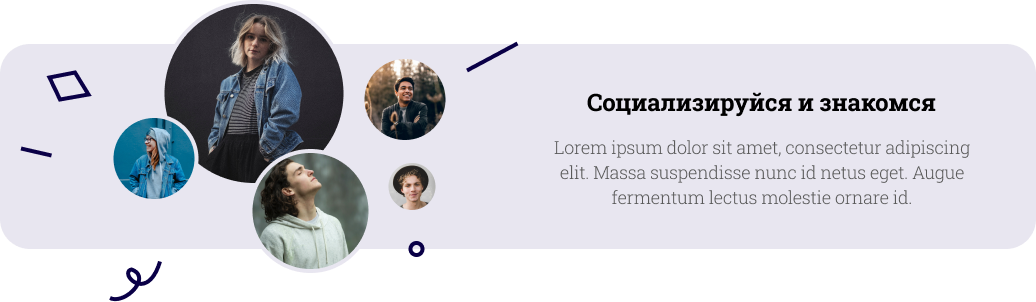 Социализируйся и знакомся
Lorem ipsum dolor sit amet, consectetur adipiscing
elit. Massa suspendisse nunc id netus eget. Augue
fermentum lectus molestie ornare id.